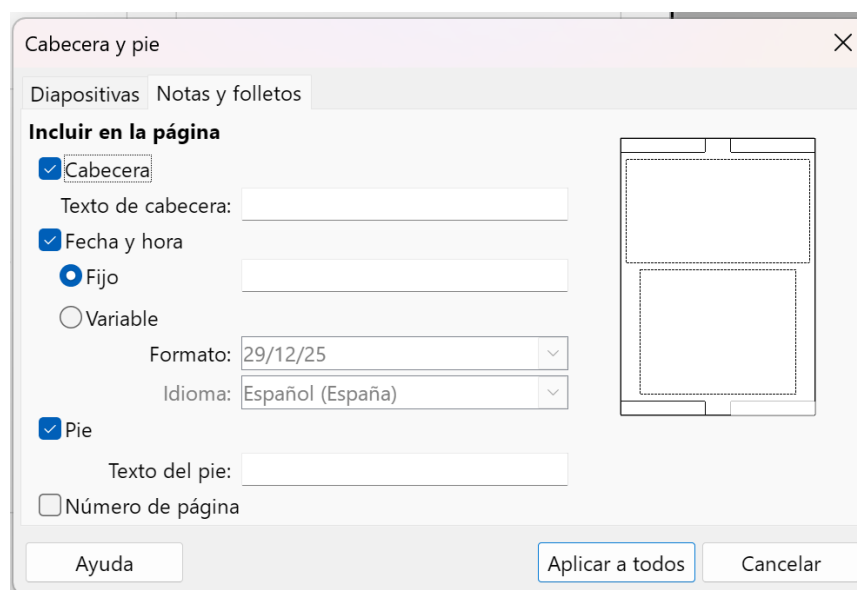 Cabecera y pie
Diapositivas Notas y folletos
Incluir en la página
Cabecera
Texto de cabecera:
Fecha y hora
Fijo
Variable
Formato: 29/12/25
Idioma: Español (España)
Pie
Texto del pie:
Número de página
Ayuda Aplicar a todos Cancelar